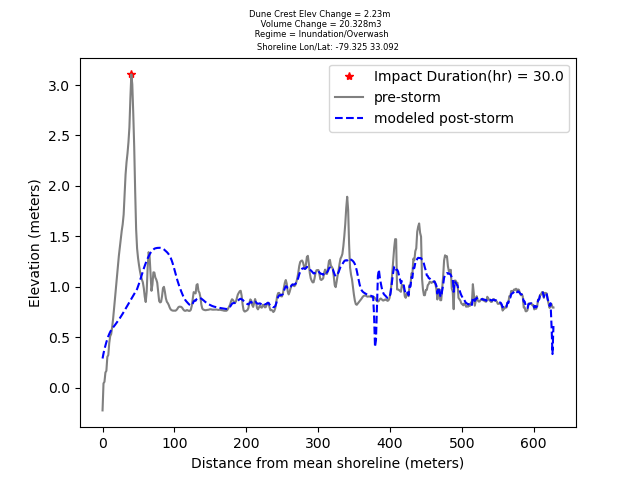 Dune Crest Elev Change = 2.23m
Volume Change = 20.328m3
Regime = Inundation/Overwash
Shoreline Lon/Lat: -79.325 33.092
Impact Duration(hr) = 30.0
pre-storm
modeled post-storm
Elevation (meters)
3.0
2.5
2.0
1.5
1.0
0.5
0.0
0 100 200 300 400 500 600
Distance from mean shoreline (meters)